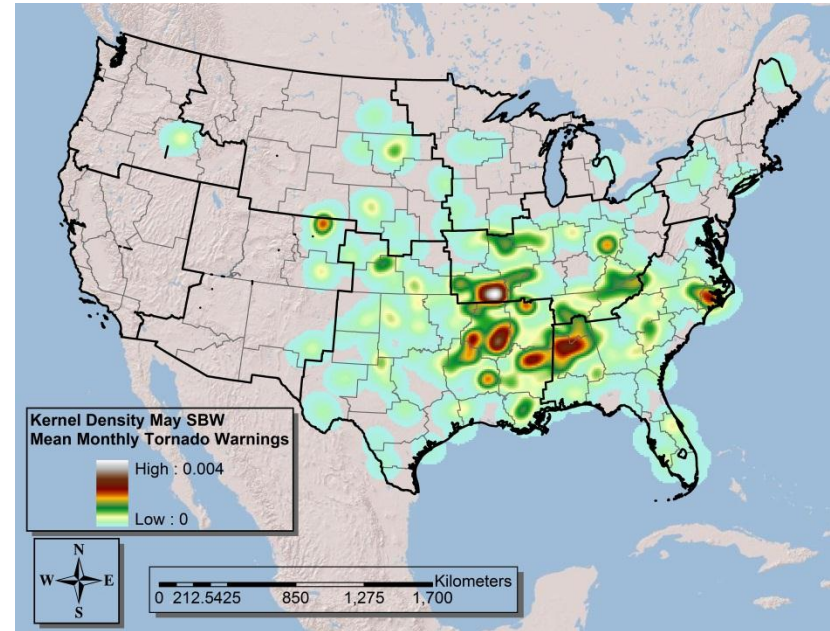 Kernel Density May SBW
Mean Monthly Tornado Warnings
High : 0.004
Low : 0
N
W E
S
Kilometers
0 212.5425 850 1,275 1,700